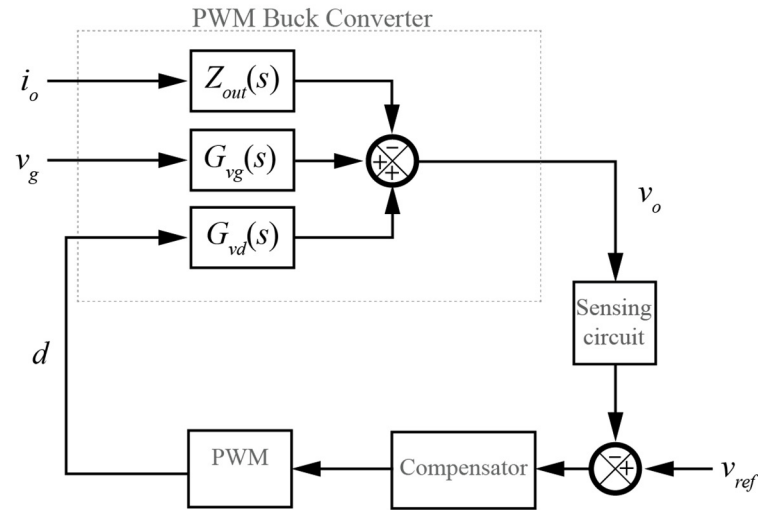 PWM Buck Converter
i_o
Z_out(s)
−
v_g
G_vg(s)
+
+
v_o
G_vd(s)
Sensing
circuit
d
−
+
PWM
Compensator
v_ref